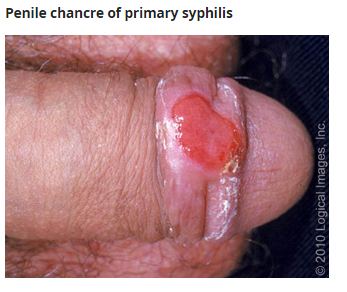 Penile chancre of primary syphilis
© 2010 Logical Images, Inc.